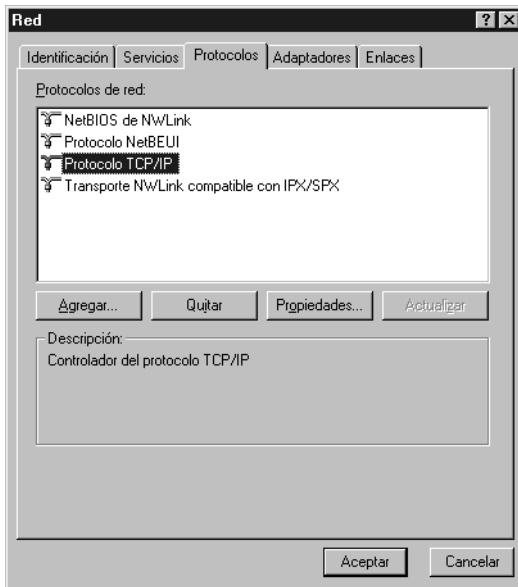 Red
Identificación Servicios Protocolos Adaptadores Enlaces
Protocolos de red:
NetBIOS de NWLink
Protocolo NetBEUI
Protocolo TCP/IP
Transporte NWLink compatible con IPX/SPX
Agregar... Quitar Propiedades... Actualizar
Descripción:
Controlador del protocolo TCP/IP
Aceptar Cancelar